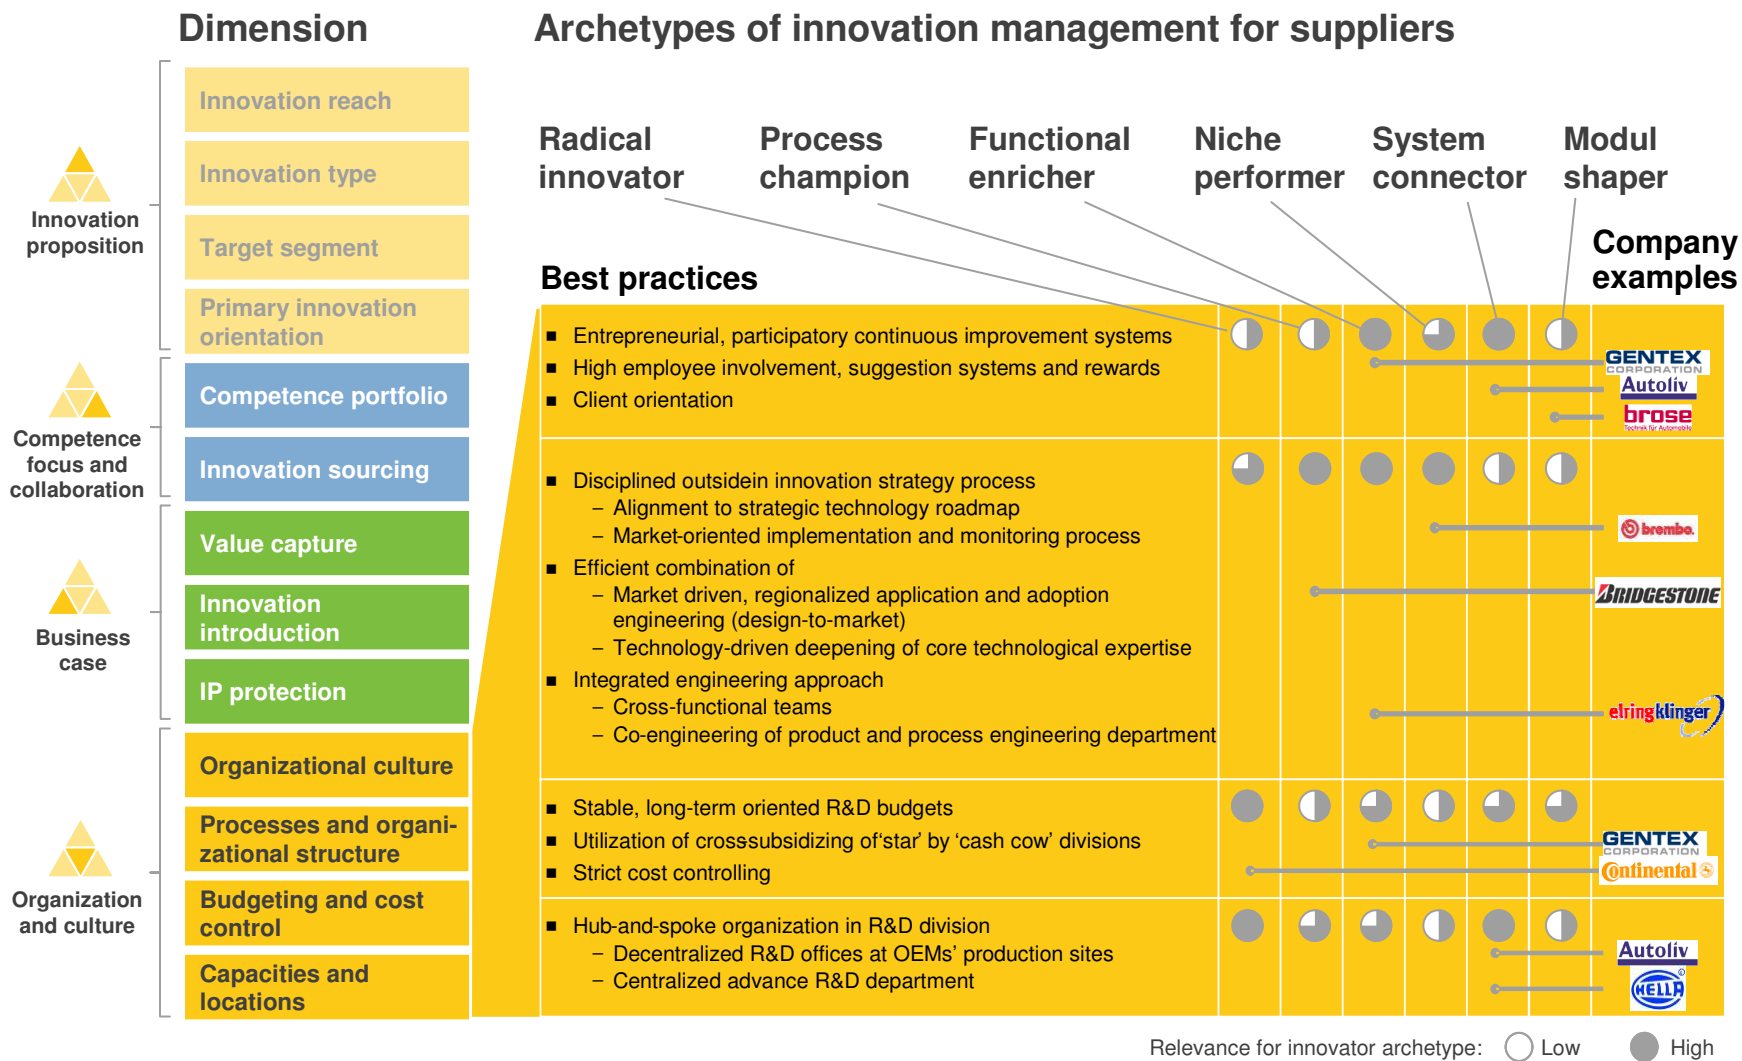 Dimension
Archetypes of innovation management for suppliers
Innovation reach
Innovation type
Target segment
Primary innovation
orientation
Competence portfolio
Innovation sourcing
Value capture
Innovation
introduction
IP protection
Organizational culture
Processes and organi-
zational structure
Budgeting and cost
control
Capacities and
locations
Innovation
proposition
Competence
focus and
collaboration
Business
case
Organization
and culture
Radical
innovator
Process
champion
Functional
enricher
Niche
performer
System
connector
Modul
shaper
Company
examples
Best practices
■ Entrepreneurial, participatory continuous improvement systems
■ High employee involvement, suggestion systems and rewards
■ Client orientation
GENTEX
CORPORATION
Autoliv
brose
Technik für Automobile
■ Disciplined outsidein innovation strategy process
– Alignment to strategic technology roadmap
– Market-oriented implementation and monitoring process
■ Efficient combination of
– Market driven, regionalized application and adoption
engineering (design-to-market)
– Technology-driven deepening of core technological expertise
■ Integrated engineering approach
– Cross-functional teams
– Co-engineering of product and process engineering department
brembo.
BRIDGESTONE
elringklinger
■ Stable, long-term oriented R&D budgets
■ Utilization of crosssubsidizing of'star' by 'cash cow' divisions
■ Strict cost controlling
GENTEX
CORPORATION
Continental
■ Hub-and-spoke organization in R&D division
– Decentralized R&D offices at OEMs' production sites
– Centralized advance R&D department
Autoliv
HELLA
Relevance for innovator archetype: Low High